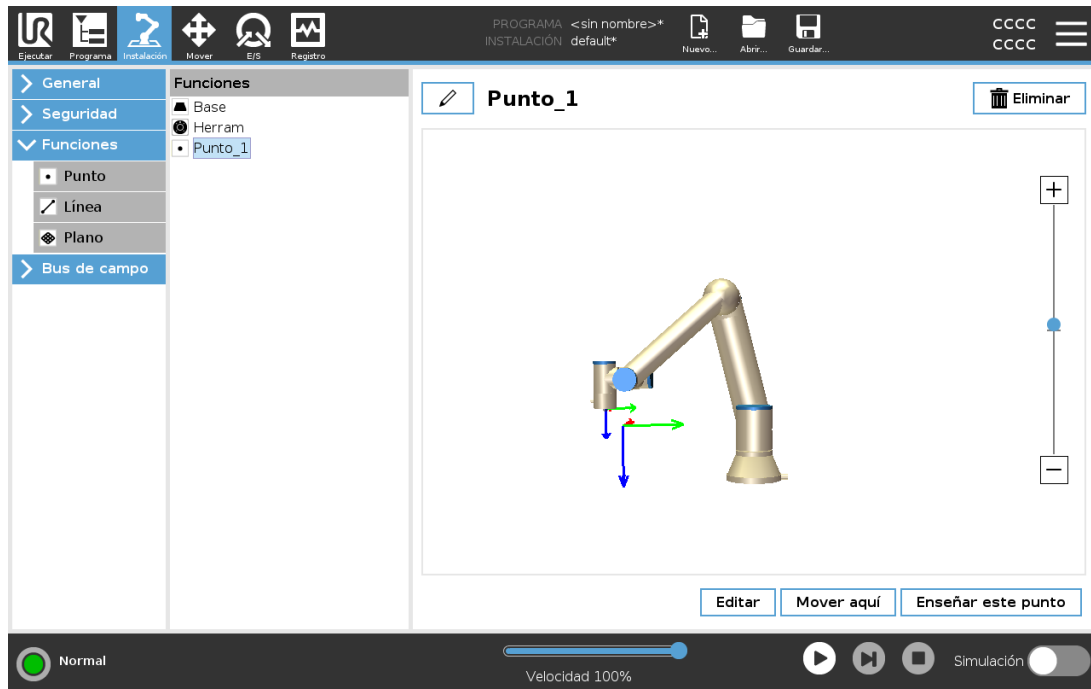 UR
Ejecutar Programa Instalación Mover E/S Registro
PROGRAMA <sin nombre>*
INSTALACIÓN default*
Nuevo... Abrir... Guardar...
CCCC
CCCC
General
Seguridad
Funciones
Punto
Línea
Plano
Bus de campo
Funciones
Base
Herram
Punto_1
Punto_1
Eliminar
Editar Mover aquí Enseñar este punto
Normal
Velocidad 100%
Simulación